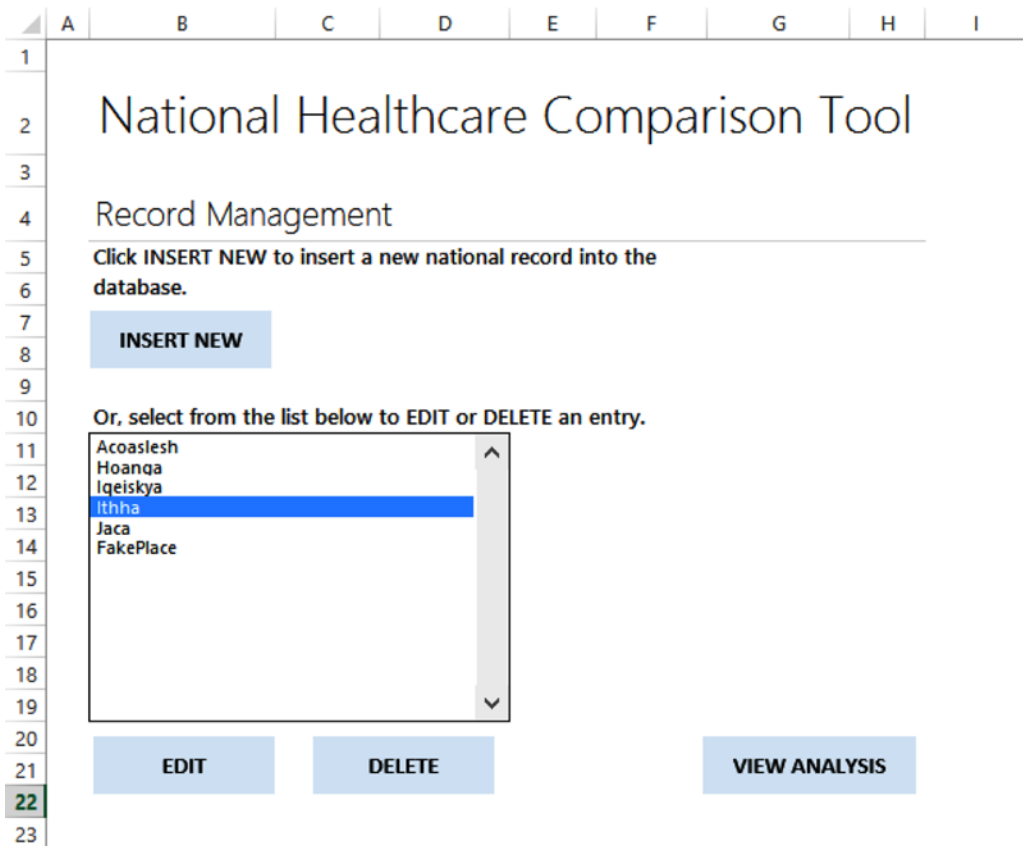 A B C D E F G H I
1
2 National Healthcare Comparison Tool
3
4 Record Management
5 Click INSERT NEW to insert a new national record into the
6 database.
7
INSERT NEW
8
9
10 Or, select from the list below to EDIT or DELETE an entry.
11 Acoaslesh
Hoanga
12 Iqeiskya
13 Ithha
Jaca
14 FakePlace
15
16
17
18
19
20
EDIT DELETE VIEW ANALYSIS
21
22
23